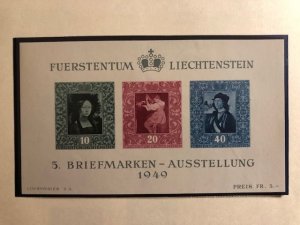 FUERSTENTUM LIECHTENSTEIN
10 20 40
5. BRIEFMARKEN-AUSSTELLUNG
1949
PREIS FR. 3.-